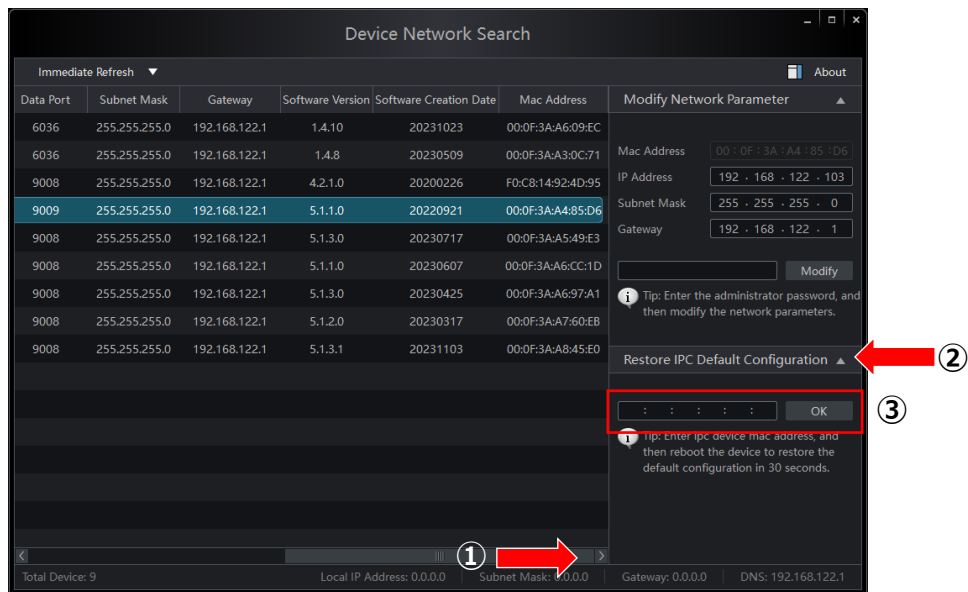 Device Network Search
Immediate Refresh ▼
About
Data Port Subnet Mask Gateway Software Version Software Creation Date Mac Address
6036 255.255.255.0 192.168.122.1 1.4.10 20231023 00:0F:3A:A6:09:EC
6036 255.255.255.0 192.168.122.1 1.4.8 20230509 00:0F:3A:A3:0C:71
9008 255.255.255.0 192.168.122.1 4.2.1.0 20200226 F0:C8:14:92:4D:95
9009 255.255.255.0 192.168.122.1 5.1.1.0 20220921 00:0F:3A:A4:85:D6
9008 255.255.255.0 192.168.122.1 5.1.3.0 20230717 00:0F:3A:A5:49:E3
9008 255.255.255.0 192.168.122.1 5.1.1.0 20230607 00:0F:3A:A6:CC:1D
9008 255.255.255.0 192.168.122.1 5.1.3.0 20230425 00:0F:3A:A6:97:A1
9008 255.255.255.0 192.168.122.1 5.1.2.0 20230317 00:0F:3A:A7:60:EB
9008 255.255.255.0 192.168.122.1 5.1.3.1 20231103 00:0F:3A:A8:45:E0
Modify Network Parameter ▲
Mac Address 00 : 0F : 3A : A4 : 85 : D6
IP Address 192 . 168 . 122 . 103
Subnet Mask 255 . 255 . 255 . 0
Gateway 192 . 168 . 122 . 1
Modify
Tip: Enter the administrator password, and
then modify the network parameters.
Restore IPC Default Configuration ▲
②
: : : : : OK
③
Tip: Enter ipc device mac address, and
then reboot the device to restore the
default configuration in 30 seconds.
①
Total Device: 9 Local IP Address: 0.0.0.0 Subnet Mask: 0.0.0.0 Gateway: 0.0.0.0 DNS: 192.168.122.1